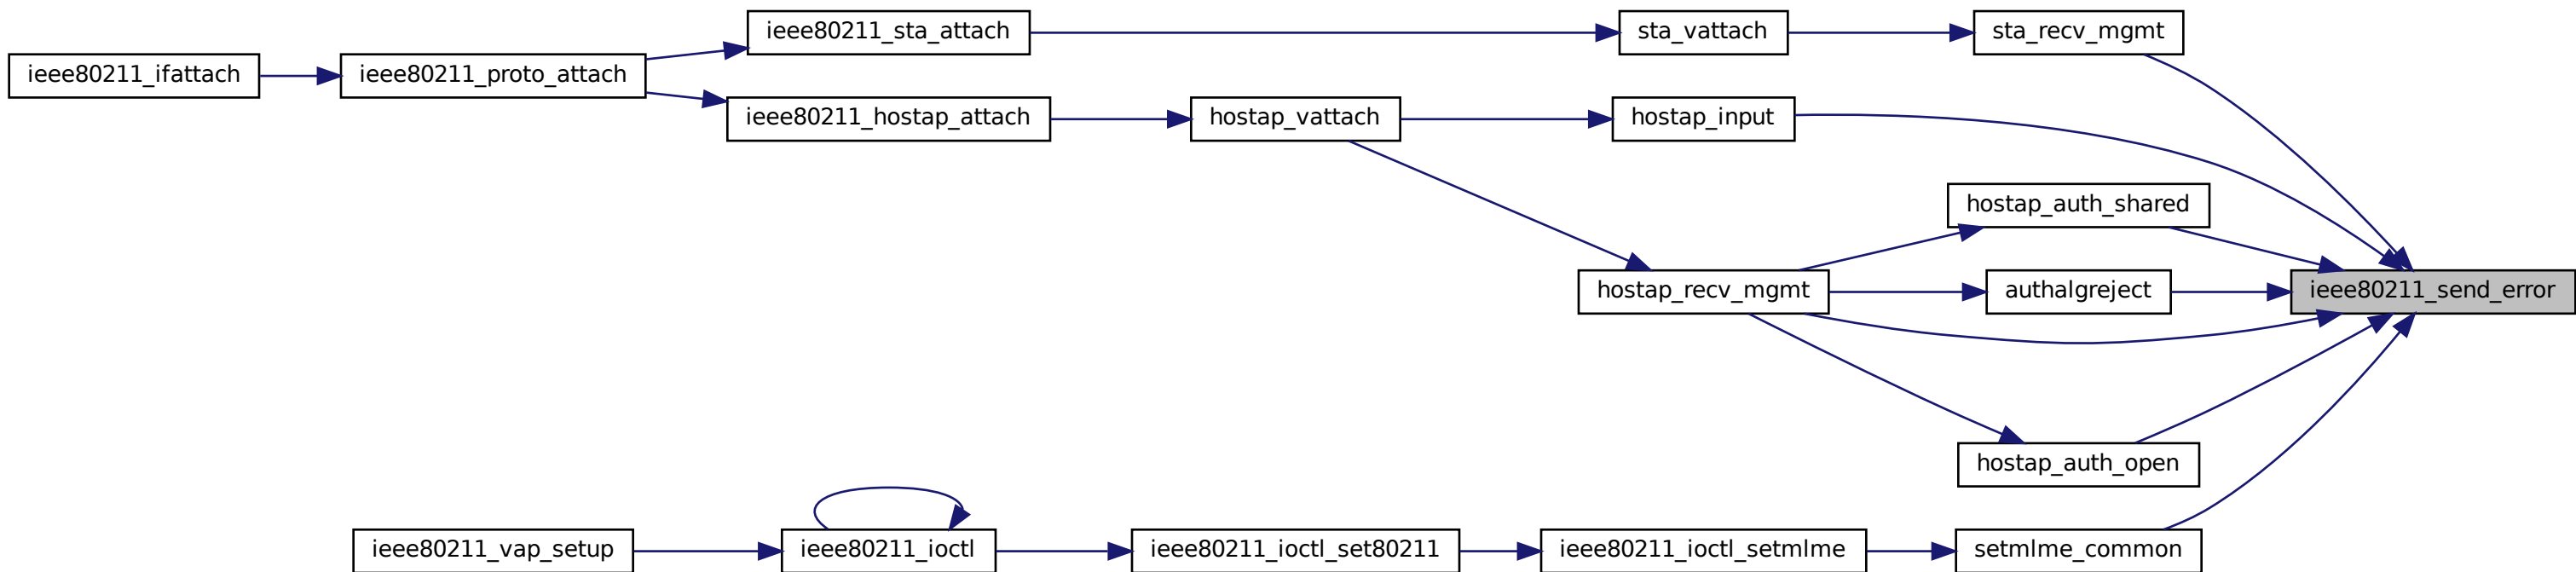 ieee80211_sta_attach
sta_vattach
sta_recv_mgmt
ieee80211_ifattach
ieee80211_proto_attach
ieee80211_hostap_attach
hostap_vattach
hostap_input
hostap_auth_shared
hostap_recv_mgmt
authalgreject
ieee80211_send_error
hostap_auth_open
ieee80211_vap_setup
ieee80211_ioctl
ieee80211_ioctl_set80211
ieee80211_ioctl_setmlme
setmlme_common